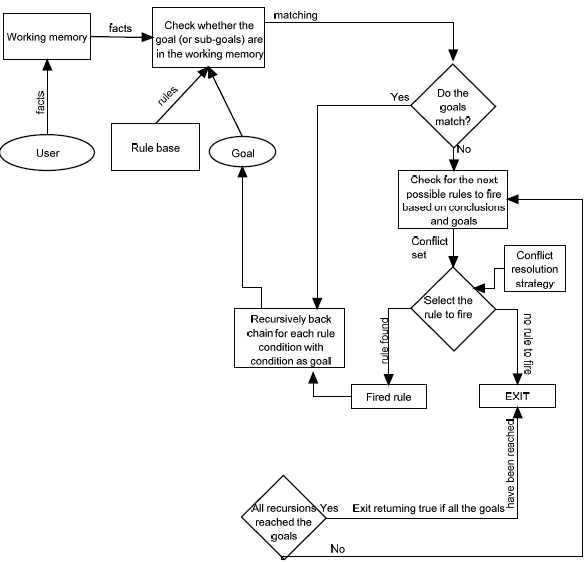 matching
facts
Working memory
Check whether the
goal (or sub-goals) are
in the working memory
facts
rules
User
Rule base
Goal
Yes
Do the
goals
match?
No
Check for the next
possible rules to fire
based on conclusions
and goals
Conflict
set
Conflict
resolution
strategy
Select the
rule to fire
rule found
no rule to fire
Recursively back
chain for each rule
condition with
condition as goal
Fired rule
EXIT
All recursions
reached the
goals
Yes
Exit returning true if all the goals
have been reached
No